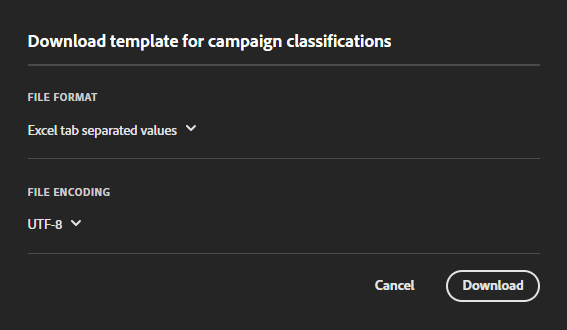 Download template for campaign classifications
FILE FORMAT
Excel tab separated values
FILE ENCODING
UTF-8
Cancel
Download